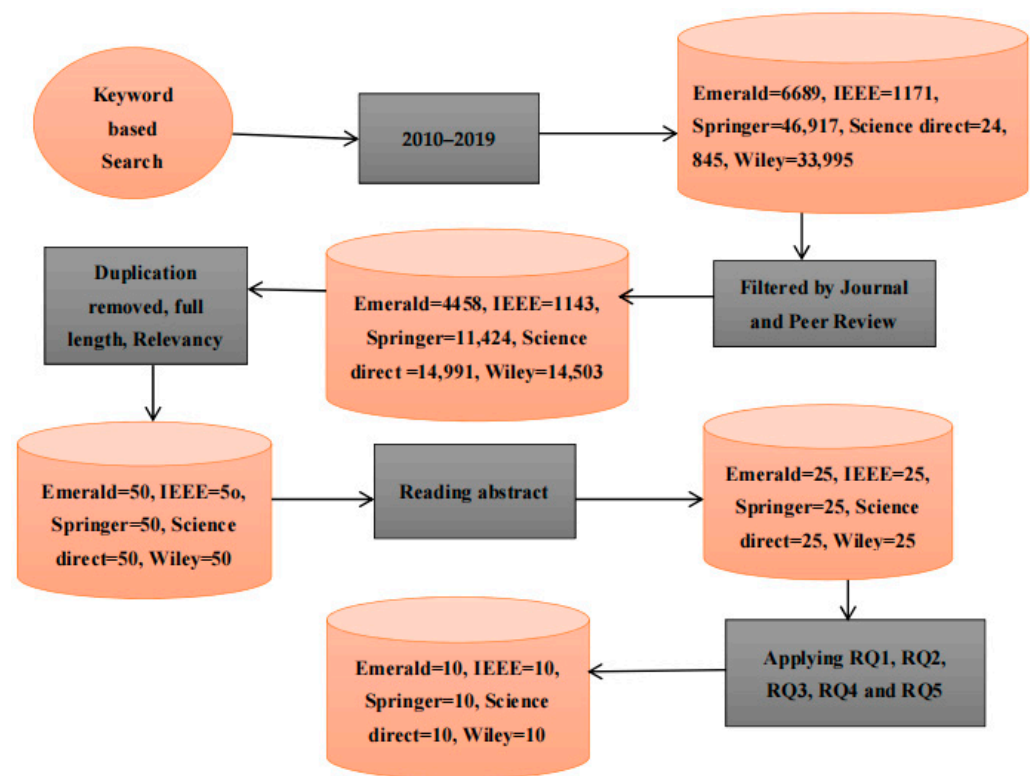 Keyword
based
Search
2010–2019
Emerald=6689, IEEE=1171,
Springer=46,917, Science direct=24,
845, Wiley=33,995
Filtered by Journal
and Peer Review
Emerald=4458, IEEE=1143,
Springer=11,424, Science
direct =14,991, Wiley=14,503
Duplication
removed, full
length, Relevancy
Emerald=50, IEEE=5o,
Springer=50, Science
direct=50, Wiley=50
Reading abstract
Emerald=25, IEEE=25,
Springer=25, Science
direct=25, Wiley=25
Applying RQ1, RQ2,
RQ3, RQ4 and RQ5
Emerald=10, IEEE=10,
Springer=10, Science
direct=10, Wiley=10